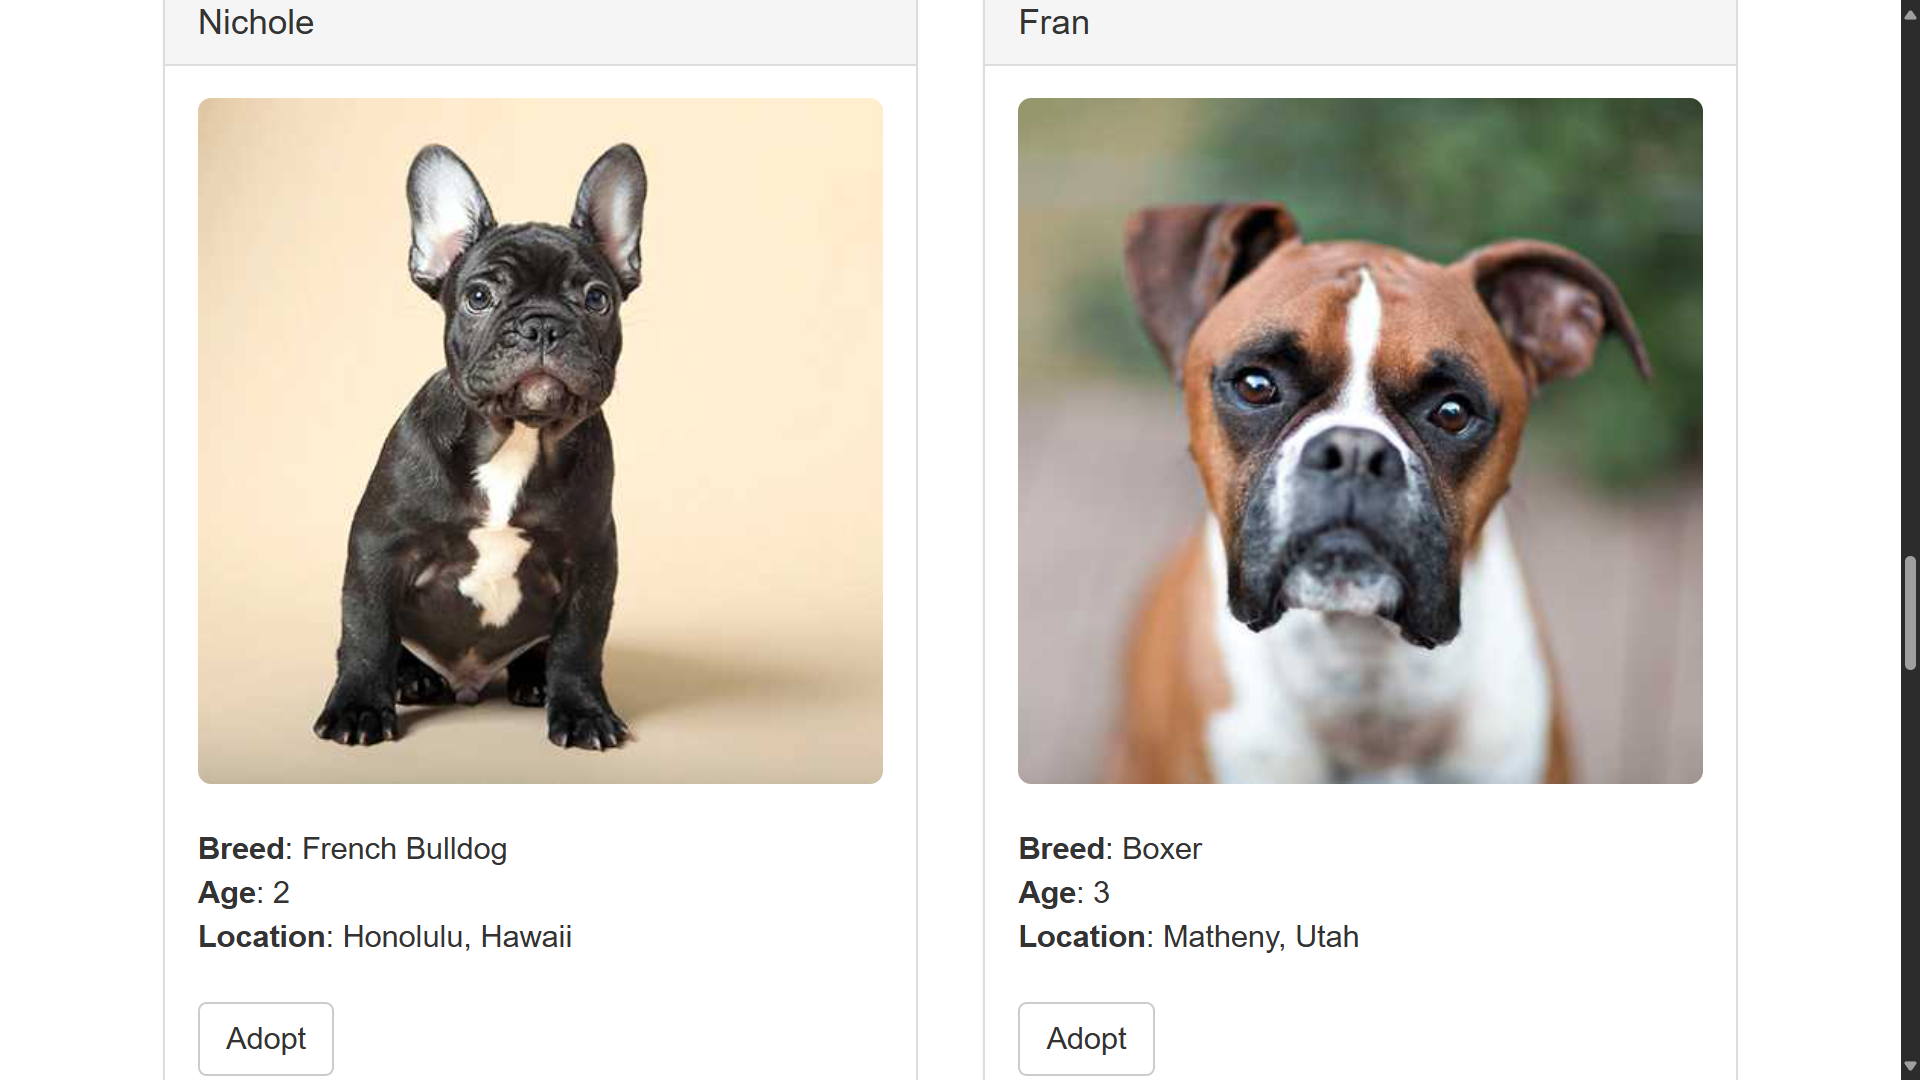 Nichole
Breed: French Bulldog
Age: 2
Location: Honolulu, Hawaii
Adopt
Fran
Breed: Boxer
Age: 3
Location: Matheny, Utah
Adopt